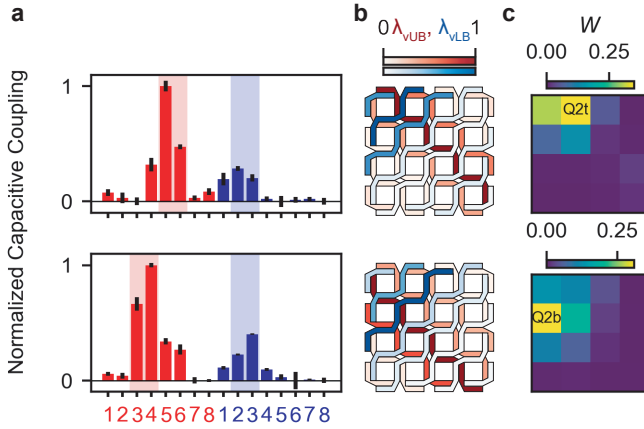 a
b
c
0 λvUB, λvLB 1
W
0.00 0.25
Normalized Capacitive Coupling
1
0
Q2t
0.00 0.25
1
0
Q2b
1 2 3 4 5 6 7 8 1 2 3 4 5 6 7 8